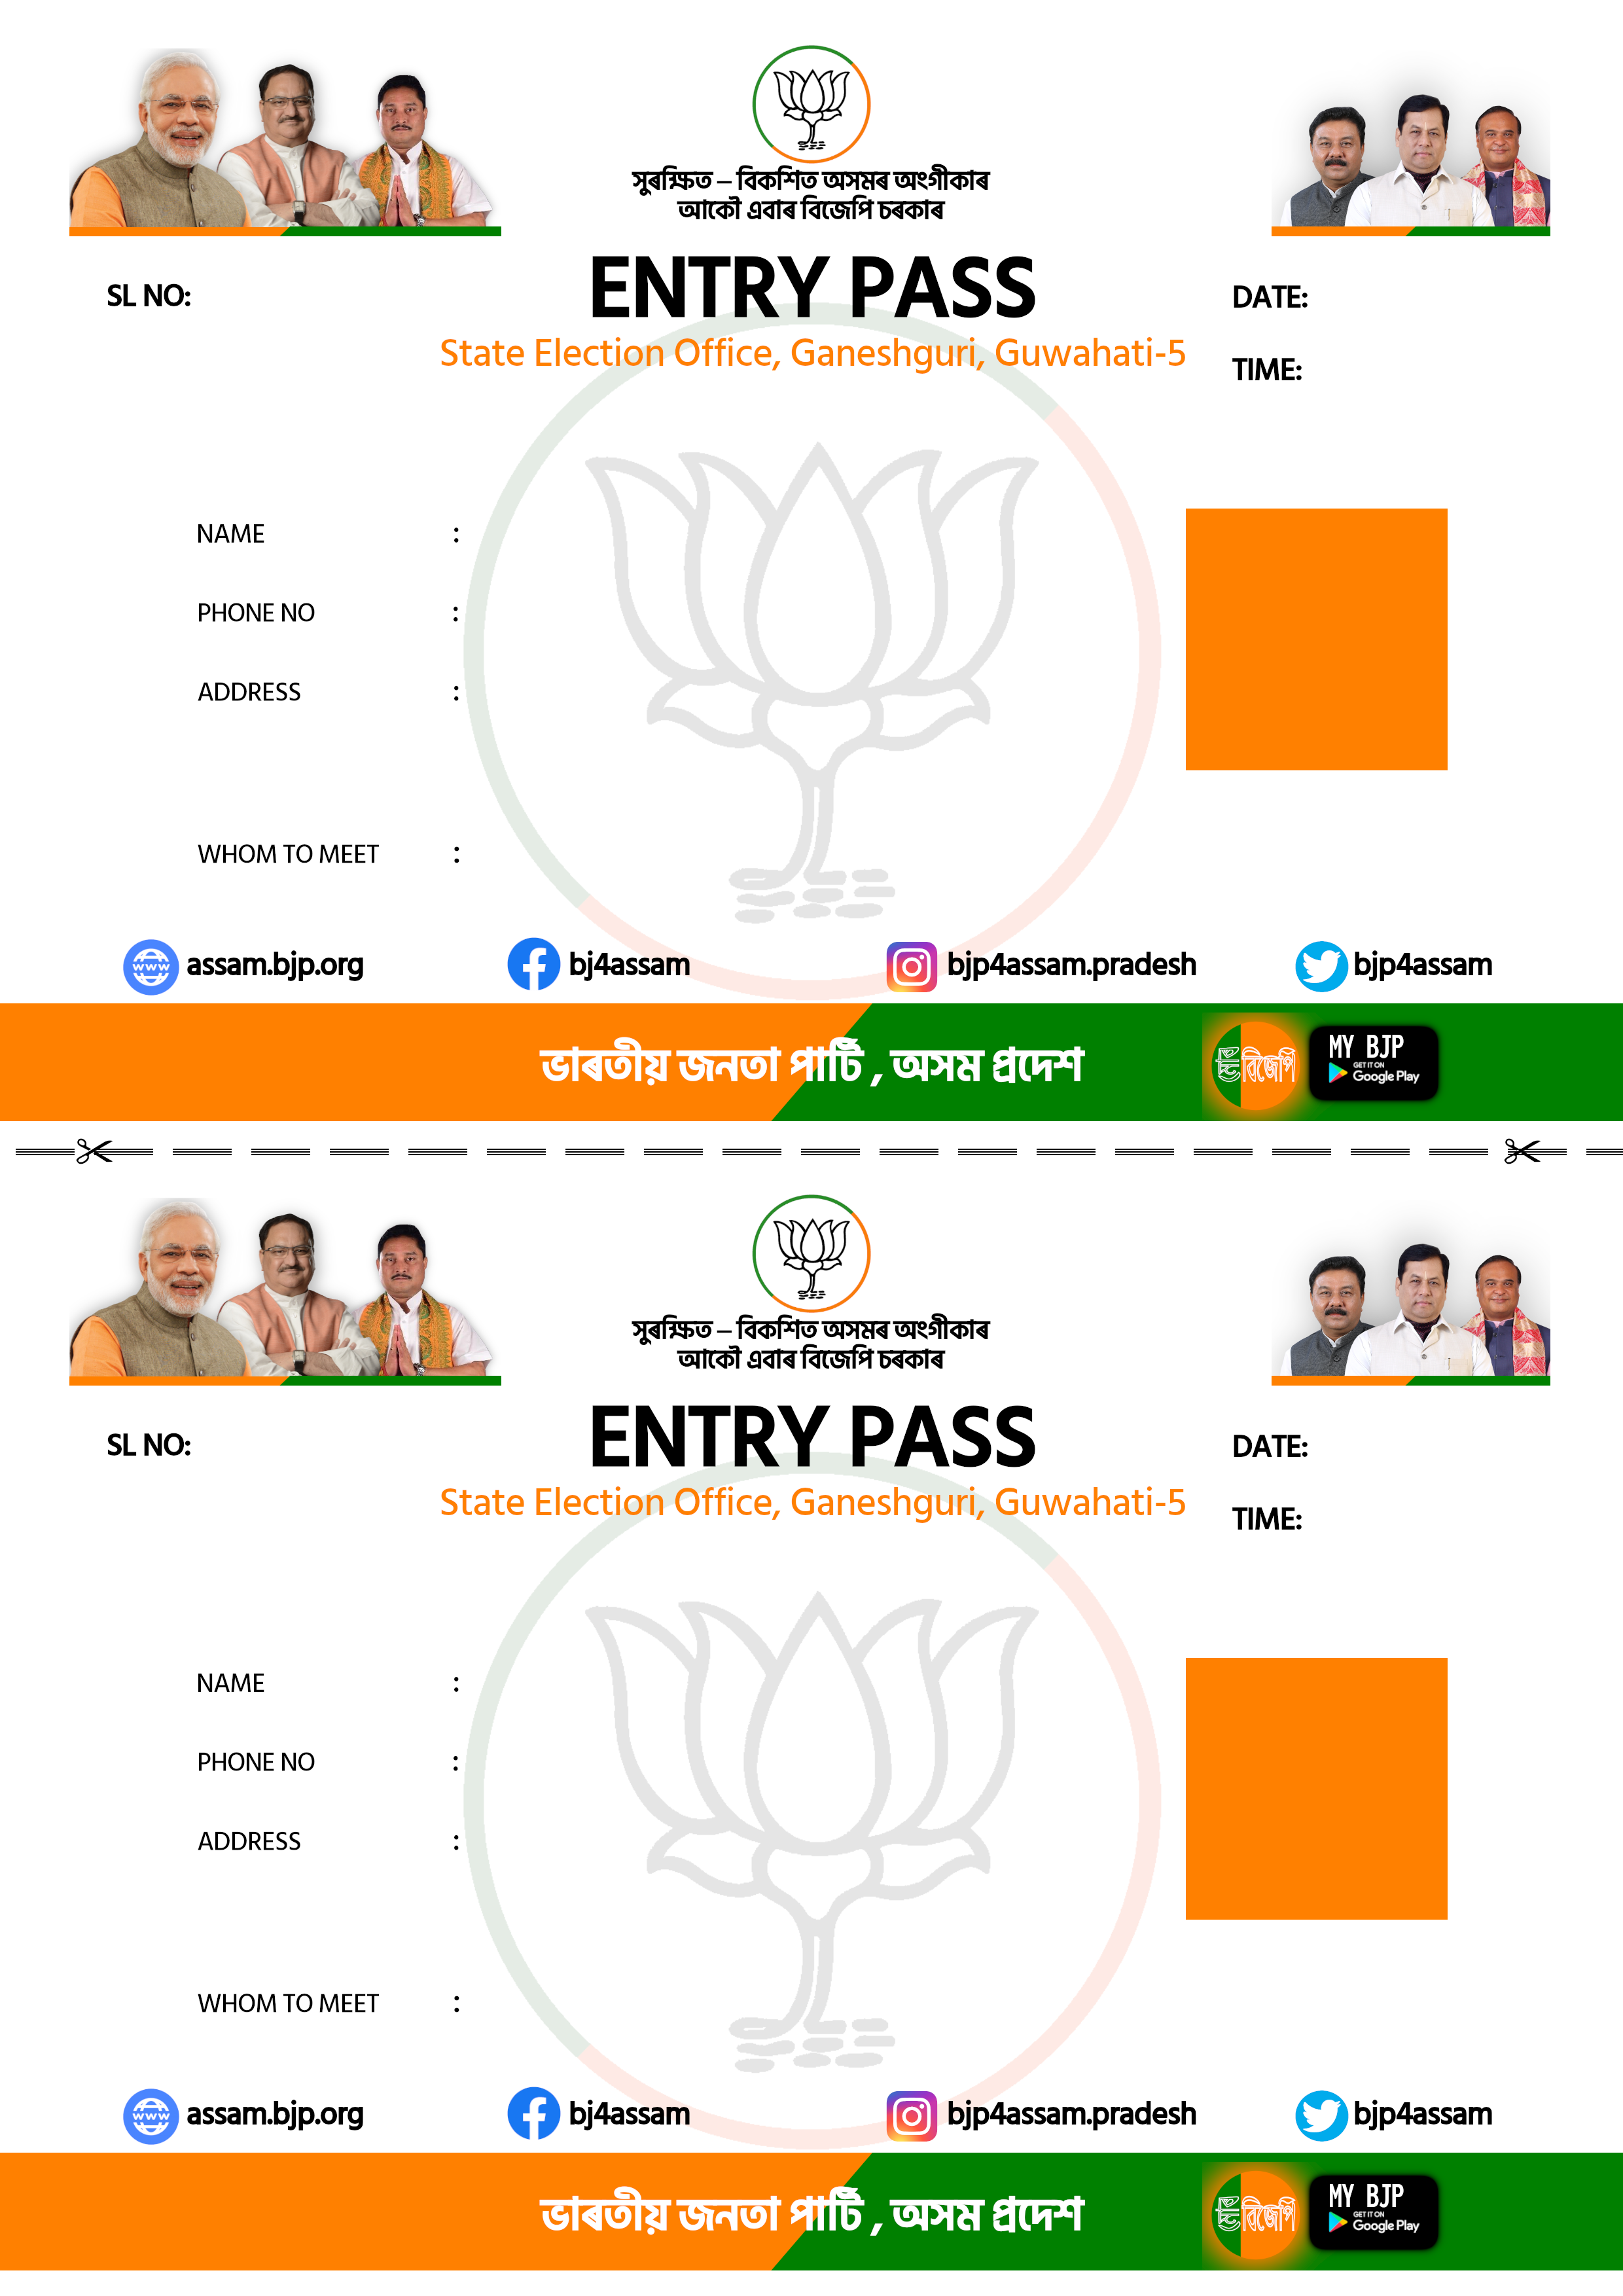 সুৰক্ষিত – বিকশিত অসমৰ অংগীকাৰ
আকৌ এবাৰ বিজেপি চৰকাৰ
ENTRY PASS
SL NO:
DATE:
State Election Office, Ganeshguri, Guwahati-5
TIME:
NAME :
PHONE NO :
ADDRESS :
WHOM TO MEET :
www assam.bjp.org bj4assam bjp4assam.pradesh bjp4assam
ভাৰতীয় জনতা পাৰ্টি , অসম প্ৰদেশ
বিজেপি
MY BJP
GET IT ON
Google Play
সুৰক্ষিত – বিকশিত অসমৰ অংগীকাৰ
আকৌ এবাৰ বিজেপি চৰকাৰ
ENTRY PASS
SL NO:
DATE:
State Election Office, Ganeshguri, Guwahati-5
TIME:
NAME :
PHONE NO :
ADDRESS :
WHOM TO MEET :
www assam.bjp.org bj4assam bjp4assam.pradesh bjp4assam
ভাৰতীয় জনতা পাৰ্টি , অসম প্ৰদেশ
বিজেপি
MY BJP
GET IT ON
Google Play